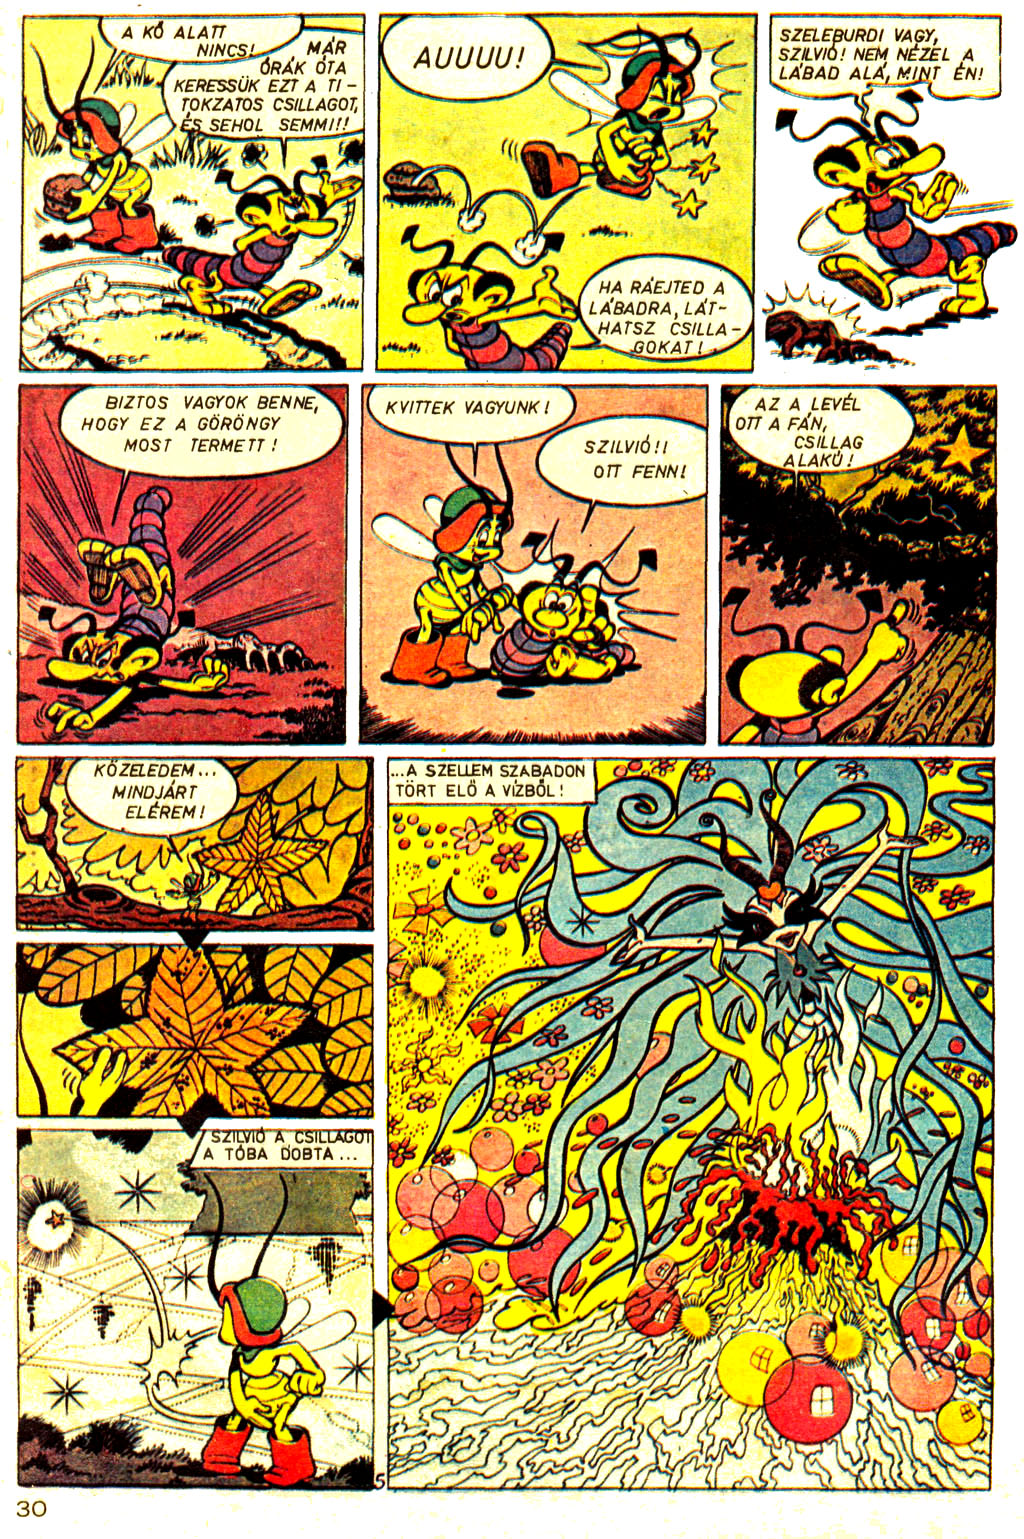 A KŐ ALATT
NINCS!
MÁR
ÓRÁK ÓTA
KERESSÜK EZT A TI-
TOKZATOS CSILLAGOT,
ÉS SEHOL SEMMI!!
AUUUU!
HA RÁEJTED A
LÁBADRA, LÁT-
HATSZ CSILLA-
GOKAT!
SZELEBURDI VAGY,
SZILVIÓ! NEM NÉZEL A
LÁBAD ALÁ, MINT ÉN!
BIZTOS VAGYOK BENNE,
HOGY EZ A GÖRÖNGY
MOST TERMETT!
KVITTEK VAGYUNK!
SZILVIÓ!!
OTT FENN!
AZ A LEVÉL
OTT A FÁN,
CSILLAG
ALAKÚ!
KÖZELEDEM...
MINDJÁRT
ELÉREM!
SZILVIÓ A CSILLAGOT
A TÓBA DOBTA...
...A SZELLEM SZABADON
TÖRT ELŐ A VÍZBŐL!
5
30